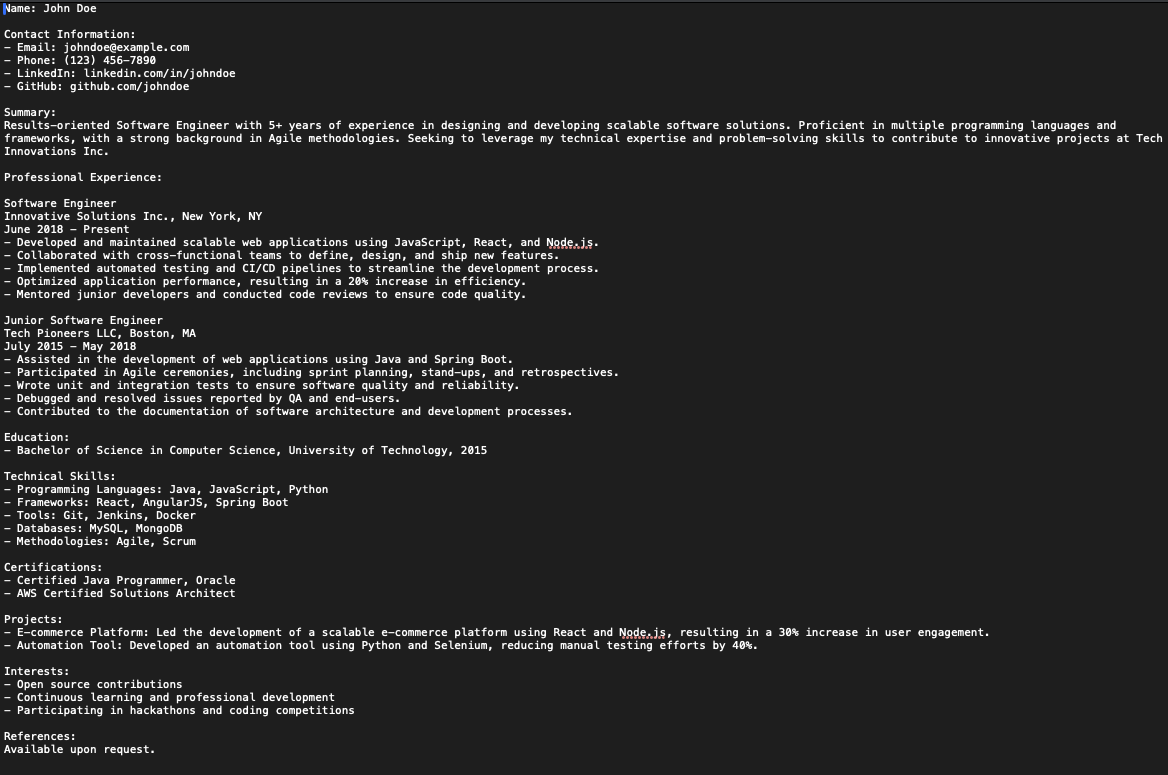 Name: John Doe
Contact Information:
- Email: johndoe@example.com
- Phone: (123) 456-7890
- LinkedIn: linkedin.com/in/johndoe
- GitHub: github.com/johndoe
Summary:
Results-oriented Software Engineer with 5+ years of experience in designing and developing scalable software solutions. Proficient in multiple programming languages and
frameworks, with a strong background in Agile methodologies. Seeking to leverage my technical expertise and problem-solving skills to contribute to innovative projects at Tech
Innovations Inc.
Professional Experience:
Software Engineer
Innovative Solutions Inc., New York, NY
June 2018 - Present
- Developed and maintained scalable web applications using JavaScript, React, and Node.js.
- Collaborated with cross-functional teams to define, design, and ship new features.
- Implemented automated testing and CI/CD pipelines to streamline the development process.
- Optimized application performance, resulting in a 20% increase in efficiency.
- Mentored junior developers and conducted code reviews to ensure code quality.
Junior Software Engineer
Tech Pioneers LLC, Boston, MA
July 2015 - May 2018
- Assisted in the development of web applications using Java and Spring Boot.
- Participated in Agile ceremonies, including sprint planning, stand-ups, and retrospectives.
- Wrote unit and integration tests to ensure software quality and reliability.
- Debugged and resolved issues reported by QA and end-users.
- Contributed to the documentation of software architecture and development processes.
Education:
- Bachelor of Science in Computer Science, University of Technology, 2015
Technical Skills:
- Programming Languages: Java, JavaScript, Python
- Frameworks: React, AngularJS, Spring Boot
- Tools: Git, Jenkins, Docker
- Databases: MySQL, MongoDB
- Methodologies: Agile, Scrum
Certifications:
- Certified Java Programmer, Oracle
- AWS Certified Solutions Architect
Projects:
- E-commerce Platform: Led the development of a scalable e-commerce platform using React and Node.js, resulting in a 30% increase in user engagement.
- Automation Tool: Developed an automation tool using Python and Selenium, reducing manual testing efforts by 40%.
Interests:
- Open source contributions
- Continuous learning and professional development
- Participating in hackathons and coding competitions
References:
Available upon request.